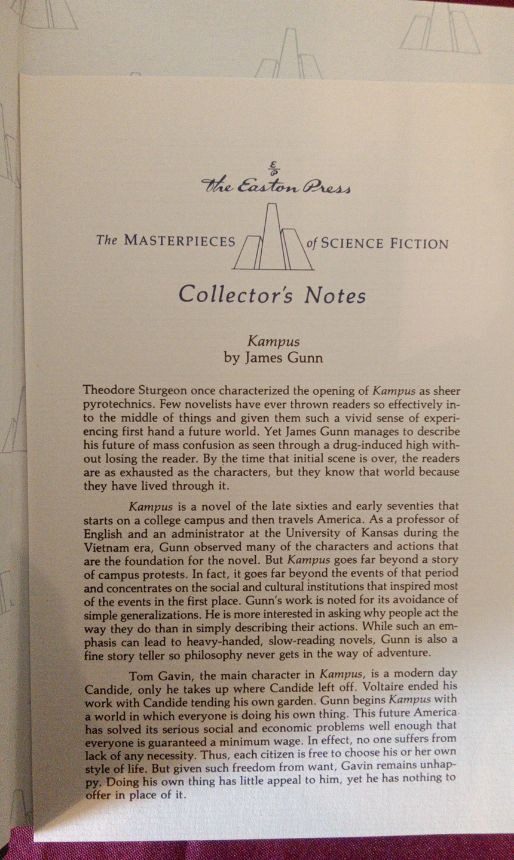 E
P
The Easton Press
The MASTERPIECES of SCIENCE FICTION
Collector's Notes
Kampus
by James Gunn
Theodore Sturgeon once characterized the opening of Kampus as sheer
pyrotechnics. Few novelists have ever thrown readers so effectively in-
to the middle of things and given them such a vivid sense of experi-
encing first hand a future world. Yet James Gunn manages to describe
his future of mass confusion as seen through a drug-induced high with-
out losing the reader. By the time that initial scene is over, the readers
are as exhausted as the characters, but they know that world because
they have lived through it.
Kampus is a novel of the late sixties and early seventies that
starts on a college campus and then travels America. As a professor of
English and an administrator at the University of Kansas during the
Vietnam era, Gunn observed many of the characters and actions that
are the foundation for the novel. But Kampus goes far beyond a story
of campus protests. In fact, it goes far beyond the events of that period
and concentrates on the social and cultural institutions that inspired most
of the events in the first place. Gunn's work is noted for its avoidance of
simple generalizations. He is more interested in asking why people act the
way they do than in simply describing their actions. While such an em-
phasis can lead to heavy-handed, slow-reading novels, Gunn is also a
fine story teller so philosophy never gets in the way of adventure.
Tom Gavin, the main character in Kampus, is a modern day
Candide, only he takes up where Candide left off. Voltaire ended his
work with Candide tending his own garden. Gunn begins Kampus with
a world in which everyone is doing his own thing. This future America
has solved its serious social and economic problems well enough that
everyone is guaranteed a minimum wage. In effect, no one suffers from
lack of any necessity. Thus, each citizen is free to choose his or her own
style of life. But given such freedom from want, Gavin remains unhap-
py. Doing his own thing has little appeal to him, yet he has nothing to
offer in place of it.